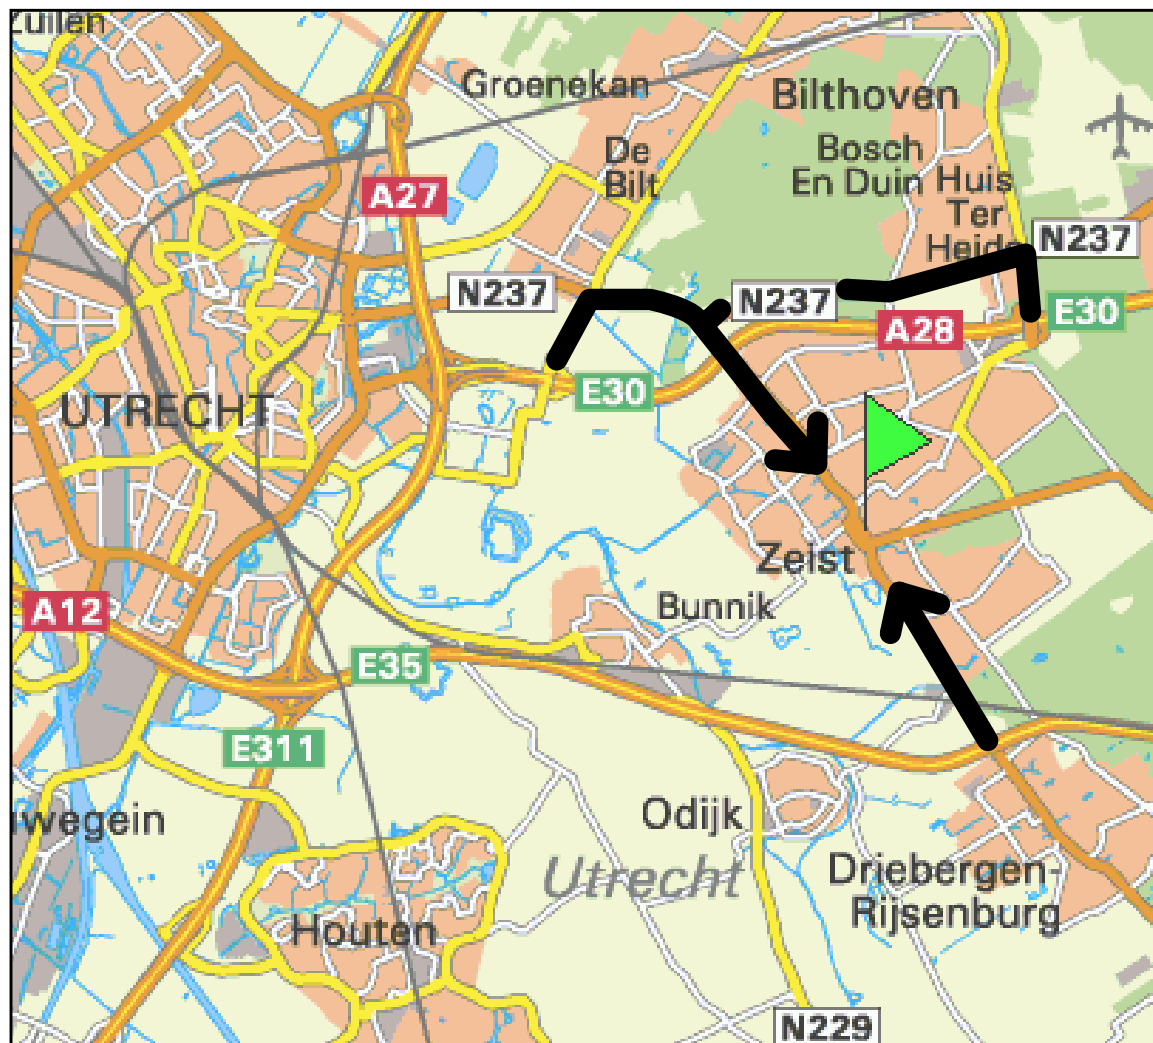 Zuilen
Groenekan
Bilthoven
De
Bilt
Bosch
En Duin
Huis
Ter
Heide
A27
N237
N237
N237
E30
A28
E30
UTRECHT
Zeist
Bunnik
A12
E35
E311
wegein
Odijk
Utrecht
Driebergen-
Rijsenburg
Houten
N229